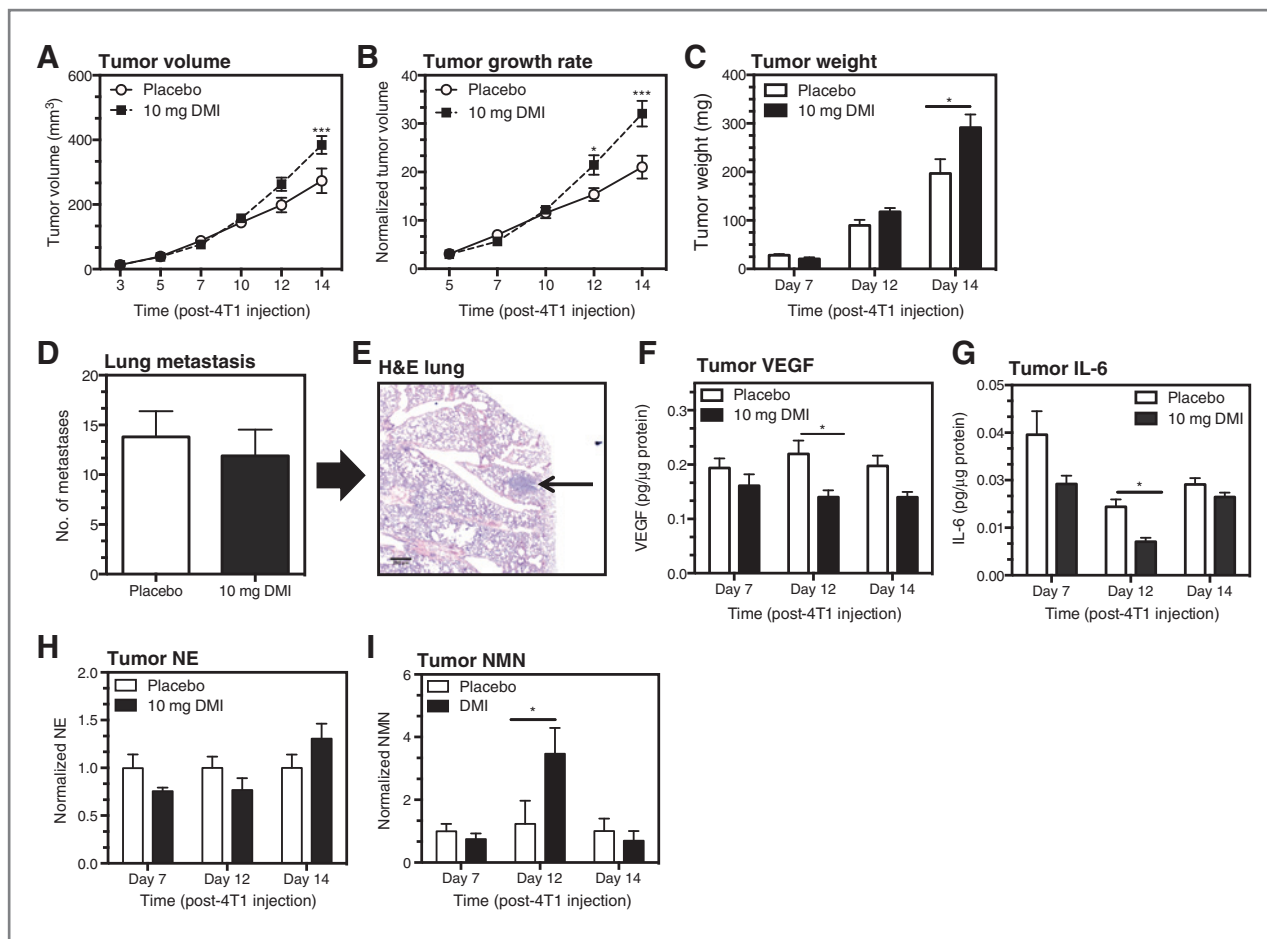 A Tumor volume
Placebo
10 mg DMI
600
400
200
0
***
Tumor volume (mm³)
3 5 7 10 12 14
Time (post-4T1 injection)
B Tumor growth rate
Placebo
10 mg DMI
40
30
20
10
0
*
***
Normalized tumor volume
5 7 10 12 14
Time (post-4T1 injection)
C Tumor weight
Placebo
10 mg DMI
400
300
200
100
0
*
Tumor weight (mg)
Day 7 Day 12 Day 14
Time (post-4T1 injection)
D Lung metastasis
20
15
10
5
0
No. of metastases
Placebo 10 mg DMI
E H&E lung
F Tumor VEGF
Placebo
10 mg DMI
0.3
0.2
0.1
0.0
*
VEGF (pg/μg protein)
Day 7 Day 12 Day 14
Time (post-4T1 injection)
G Tumor IL-6
Placebo
10 mg DMI
0.05
0.04
0.03
0.01
0.00
*
IL-6 (pg/μg protein)
Day 7 Day 12 Day 14
Time (post-4T1 injection)
H Tumor NE
Placebo
10 mg DMI
2.0
1.5
1.0
0.5
0.0
Normalized NE
Day 7 Day 12 Day 14
Time (post-4T1 injection)
I Tumor NMN
Placebo
DMI
6
4
2
0
*
Normalized NMN
Day 7 Day 12 Day 14
Time (post-4T1 injection)